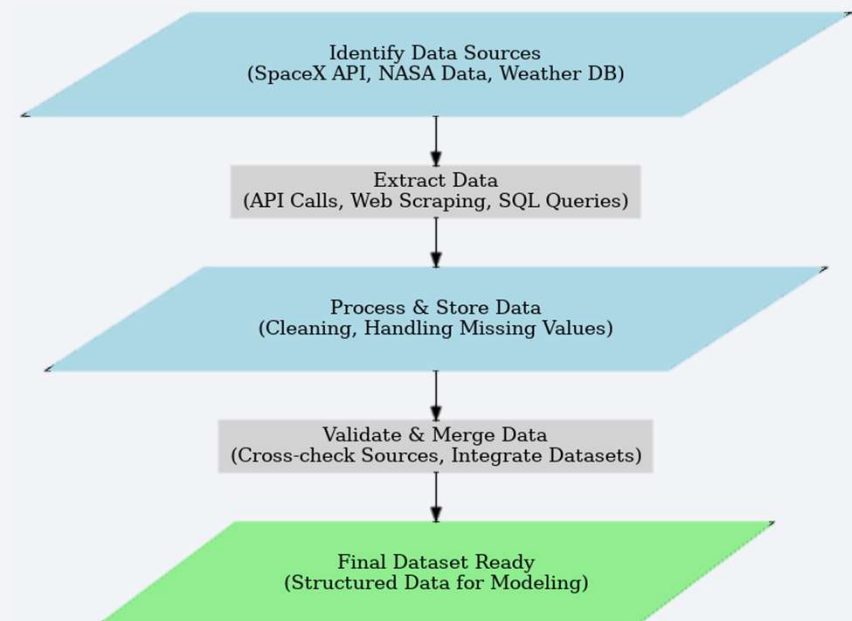 Identify Data Sources
(SpaceX API, NASA Data, Weather DB)
Extract Data
(API Calls, Web Scraping, SQL Queries)
Process & Store Data
(Cleaning, Handling Missing Values)
Validate & Merge Data
(Cross-check Sources, Integrate Datasets)
Final Dataset Ready
(Structured Data for Modeling)